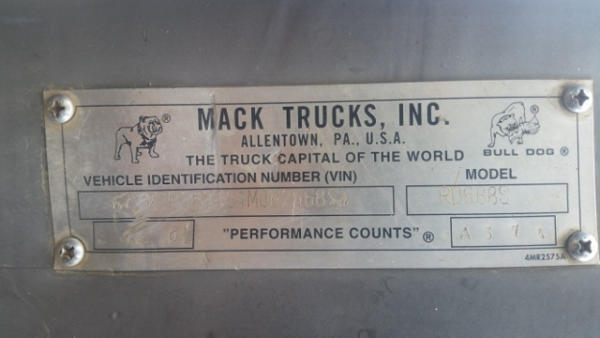 MACK TRUCKS, INC.
ALLENTOWN, PA., U.S.A.
THE TRUCK CAPITAL OF THE WORLD
BULL DOG ®
VEHICLE IDENTIFICATION NUMBER (VIN)
MODEL
RD688S
"PERFORMANCE COUNTS"®
4MR2575A